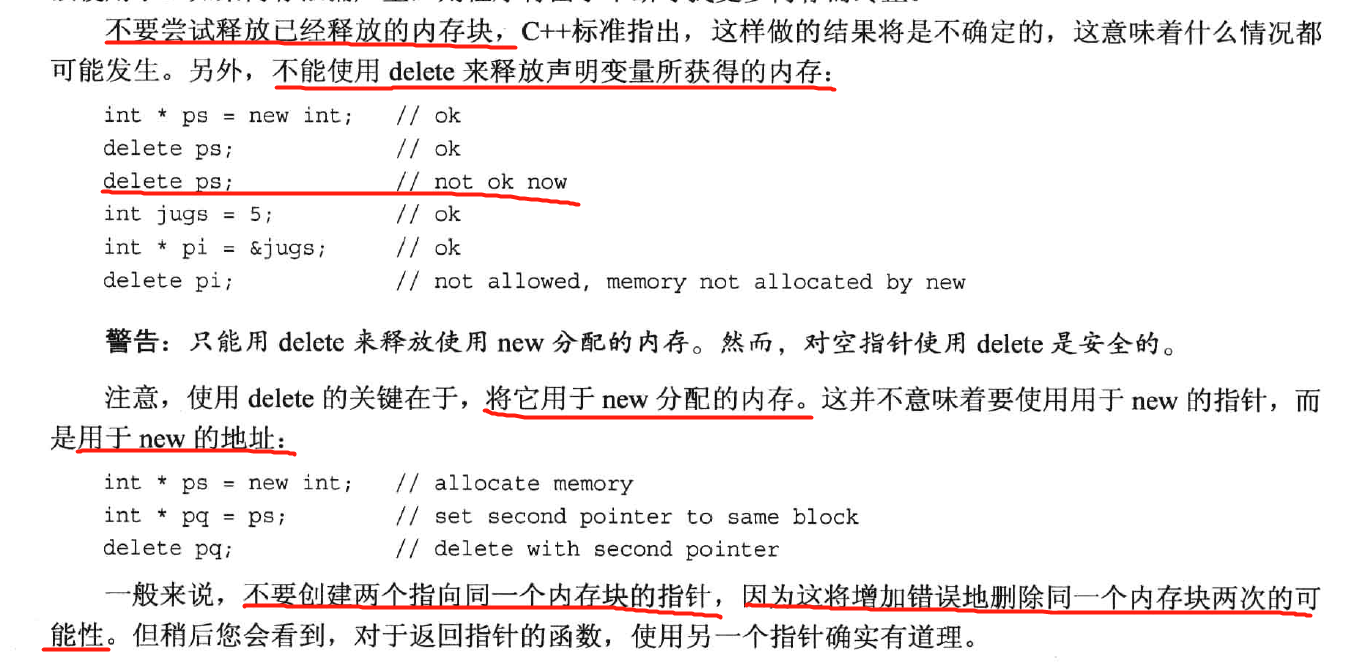 不要尝试释放已经释放的内存块，C++标准指出，这样做的结果将是不确定的，这意味着什么情况都
可能发生。另外，不能使用 delete 来释放声明变量所获得的内存：
int * ps = new int;   // ok
delete ps;            // ok
delete ps;            // not ok now
int jugs = 5;         // ok
int * pi = &jugs;     // ok
delete pi;            // not allowed, memory not allocated by new
警告：只能用 delete 来释放使用 new 分配的内存。然而，对空指针使用 delete 是安全的。
注意，使用 delete 的关键在于，将它用于 new 分配的内存。这并不意味着要使用用于 new 的指针，而
是用于 new 的地址：
int * ps = new int;   // allocate memory
int * pq = ps;        // set second pointer to same block
delete pq;            // delete with second pointer
一般来说，不要创建两个指向同一个内存块的指针，因为这将增加错误地删除同一个内存块两次的可
能性。但稍后您会看到，对于返回指针的函数，使用另一个指针确实有道理。